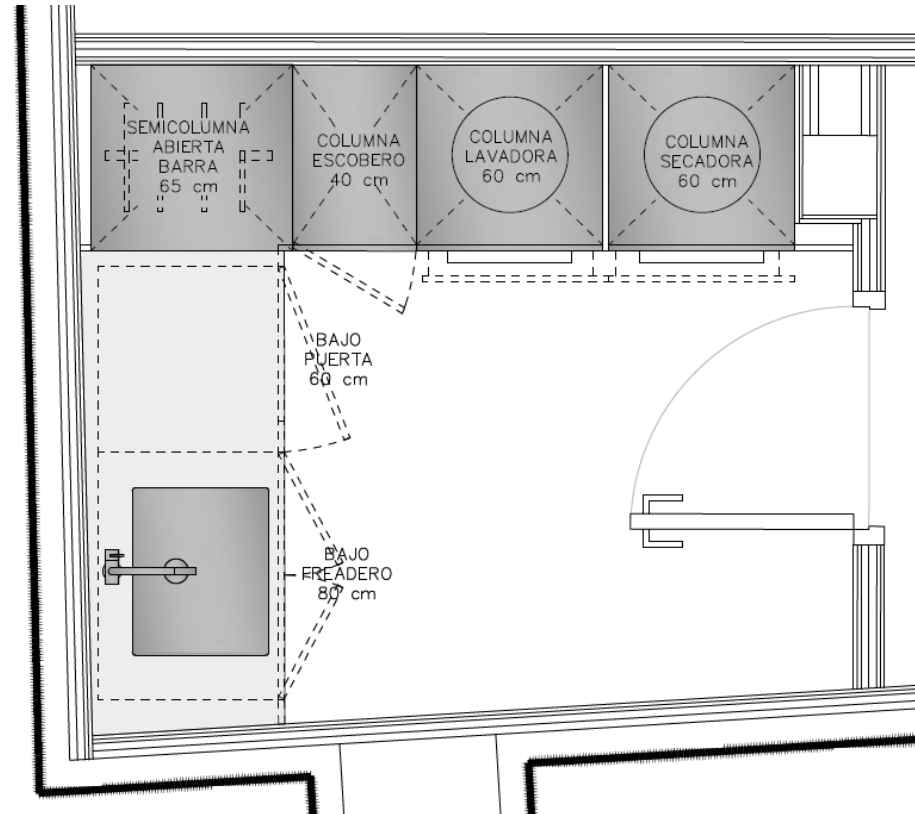 SEMICOLUMNA
ABIERTA
BARRA
65 cm
COLUMNA
ESCOBERO
40 cm
COLUMNA
LAVADORA
60 cm
COLUMNA
SECADORA
60 cm
BAJO
PUERTA
60 cm
BAJO
FREADERO
80 cm